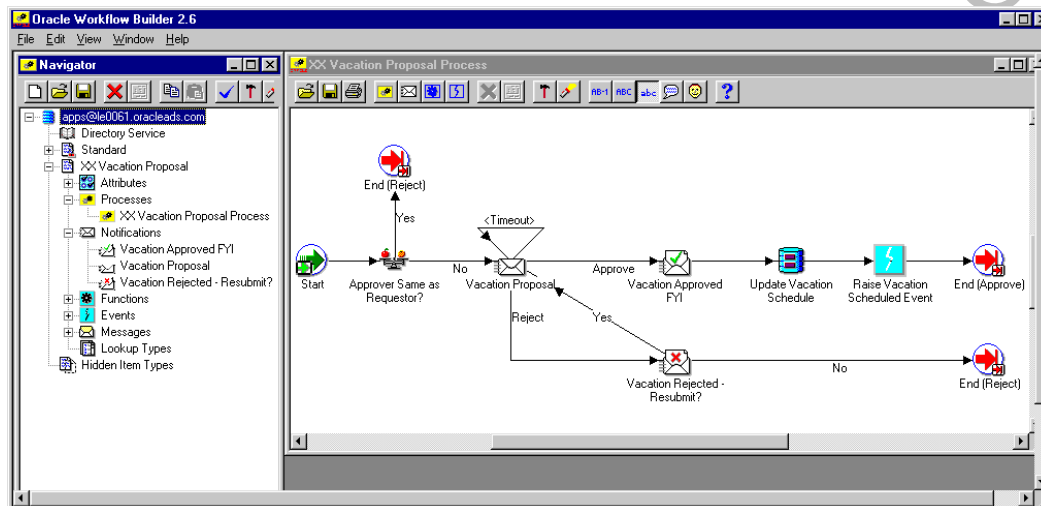 Oracle Workflow Builder 2.6
File Edit View Window Help
Navigator
apps@le0061.oracleads.com
Directory Service
Standard
XX Vacation Proposal
Attributes
Processes
XX Vacation Proposal Process
Notifications
Vacation Approved FYI
Vacation Proposal
Vacation Rejected - Resubmit?
Functions
Events
Messages
Lookup Types
Hidden Item Types
XX Vacation Proposal Process
AB-1 ABC abc
End (Reject)
Yes
<Timeout>
No
Approve
Start
Approver Same as
Requestor?
Vacation Proposal
Vacation Approved
FYI
Update Vacation
Schedule
Raise Vacation
Scheduled Event
End (Approve)
Reject
Yes
No
Vacation Rejected -
Resubmit?
End (Reject)